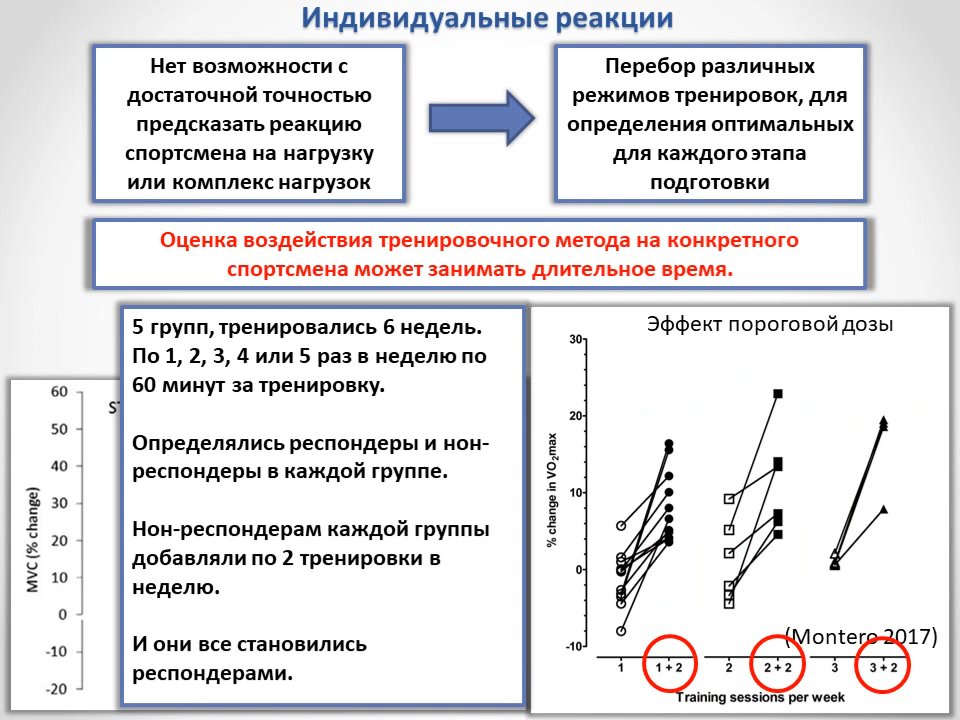 Индивидуальные реакции
Нет возможности с
достаточной точностью
предсказать реакцию
спортсмена на нагрузку
или комплекс нагрузок
Перебор различных
режимов тренировок, для
определения оптимальных
для каждого этапа
подготовки
Оценка воздействия тренировочного метода на конкретного
спортсмена может занимать длительное время.
5 групп, тренировались 6 недель.
По 1, 2, 3, 4 или 5 раз в неделю по
60 минут за тренировку.
Определялись респондеры и нон-
респондеры в каждой группе.
Нон-респондерам каждой группы
добавляли по 2 тренировки в
неделю.
И они все становились
респондерами.
MVC (% change)
60
50
40
30
20
10
0
-10
-20
Эффект пороговой дозы
% change in VO2max
30
20
10
0
-10
(Montero 2017)
1 1 + 2 2 2 + 2 3 3 + 2
Training sessions per week